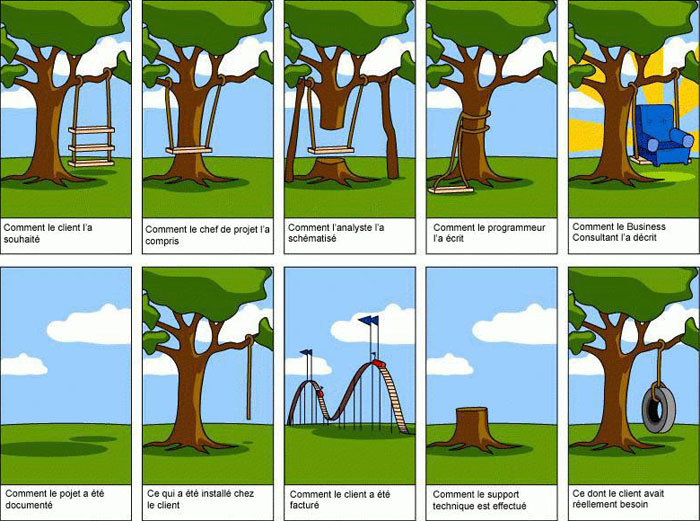 Comment le client l'a
souhaité
Comment le chef de projet l'a
compris
Comment l'analyste l'a
schématisé
Comment le programmeur
l'a écrit
Comment le Business
Consultant l'a décrit
Comment le pojet a été
documenté
Ce qui a été installé chez
le client
Comment le client a été
facturé
Comment le support
technique est effectué
Ce dont le client avait
réellement besoin